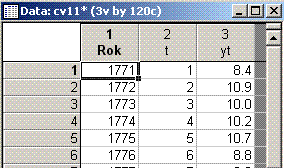 Data: cv11* (3v by 120c)
1 2 3
Rok t yt
1 1771 1 8.4
2 1772 2 10.9
3 1773 3 10.0
4 1774 4 10.2
5 1775 5 10.7
6 1776 6 8.8